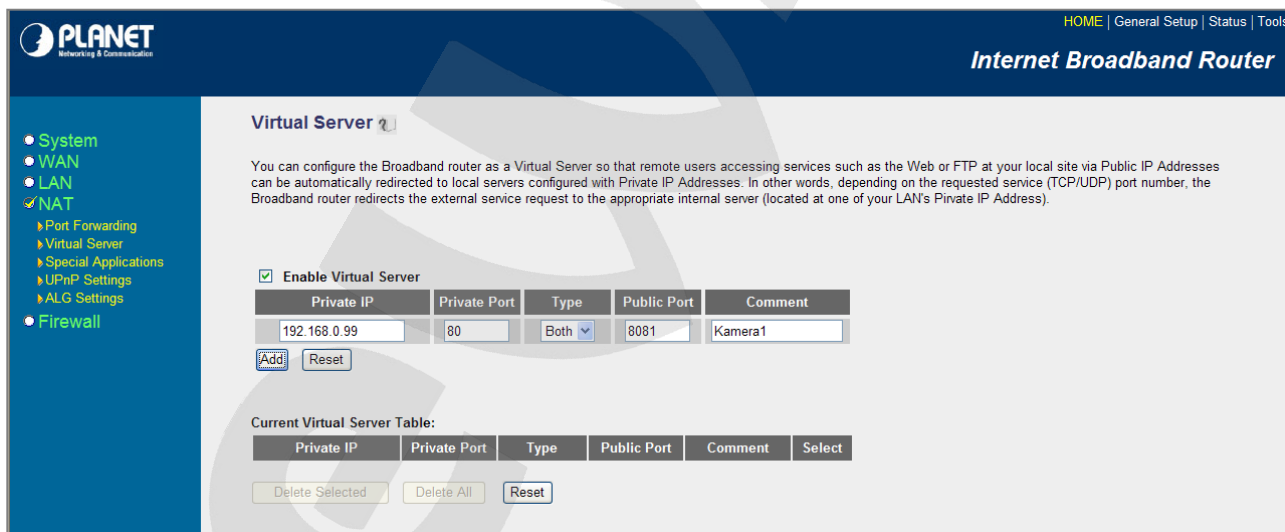 PLANET
Networking & Communication
HOME | General Setup | Status | Tools
Internet Broadband Router
System
WAN
LAN
NAT
Port Forwarding
Virtual Server
Special Applications
UPnP Settings
ALG Settings
Firewall
Virtual Server
You can configure the Broadband router as a Virtual Server so that remote users accessing services such as the Web or FTP at your local site via Public IP Addresses
can be automatically redirected to local servers configured with Private IP Addresses. In other words, depending on the requested service (TCP/UDP) port number, the
Broadband router redirects the external service request to the appropriate internal server (located at one of your LAN's Pirvate IP Address).
Enable Virtual Server
Private IP Private Port Type Public Port Comment
192.168.0.99 80 Both 8081 Kamera1
Add Reset
Current Virtual Server Table:
Private IP Private Port Type Public Port Comment Select
Delete Selected Delete All Reset